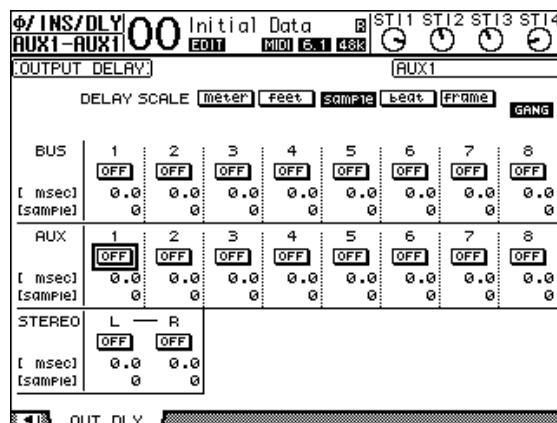 Φ/INS/DLY 00 Initial Data ST11 ST12 ST13 ST14
AUX1-AUX1 EDIT MIDI 6.1 48k
OUTPUT DELAY AUX1
DELAY SCALE meter feet sample beat frame
GANG
BUS 1 2 3 4 5 6 7 8
OFF OFF OFF OFF OFF OFF OFF OFF
[ msec] 0.0 0.0 0.0 0.0 0.0 0.0 0.0 0.0
[sample] 0 0 0 0 0 0 0 0
AUX 1 2 3 4 5 6 7 8
OFF OFF OFF OFF OFF OFF OFF OFF
[ msec] 0.0 0.0 0.0 0.0 0.0 0.0 0.0 0.0
[sample] 0 0 0 0 0 0 0 0
STEREO L — R
OFF OFF
[ msec] 0.0 0.0
[sample] 0 0
OUT DLY